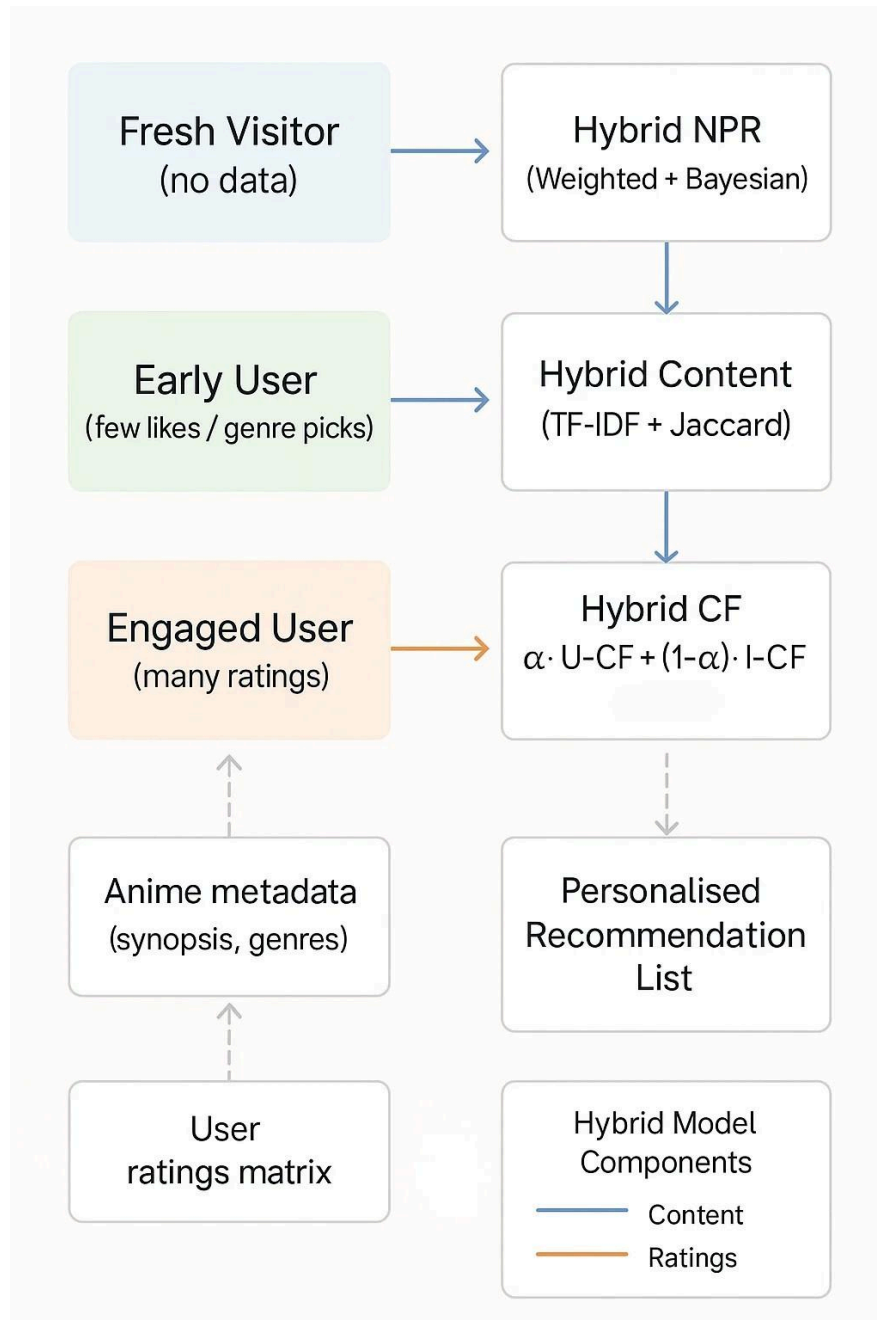 Fresh Visitor
(no data)
Hybrid NPR
(Weighted + Bayesian)
Early User
(few likes / genre picks)
Hybrid Content
(TF-IDF + Jaccard)
Engaged User
(many ratings)
Hybrid CF
α· U-CF + (1-α)· I-CF
Anime metadata
(synopsis, genres)
Personalised
Recommendation
List
User
ratings matrix
Hybrid Model
Components
Content
Ratings